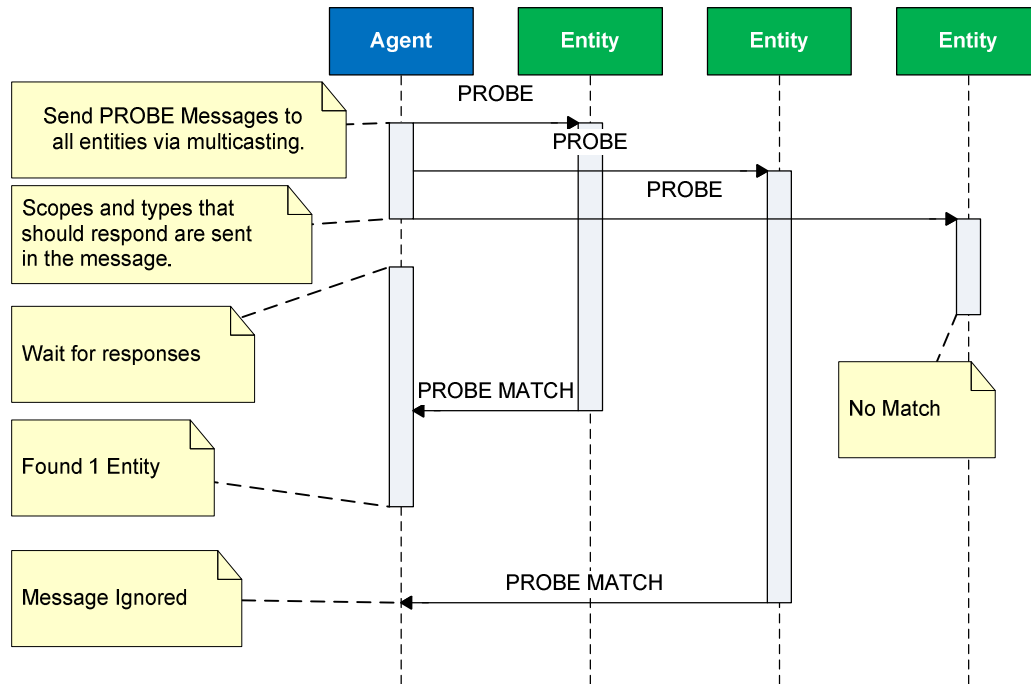 Agent
Entity
Entity
Entity
PROBE
Send PROBE Messages to
all entities via multicasting.
PROBE
PROBE
Scopes and types that
should respond are sent
in the message.
Wait for responses
PROBE MATCH
No Match
Found 1 Entity
PROBE MATCH
Message Ignored